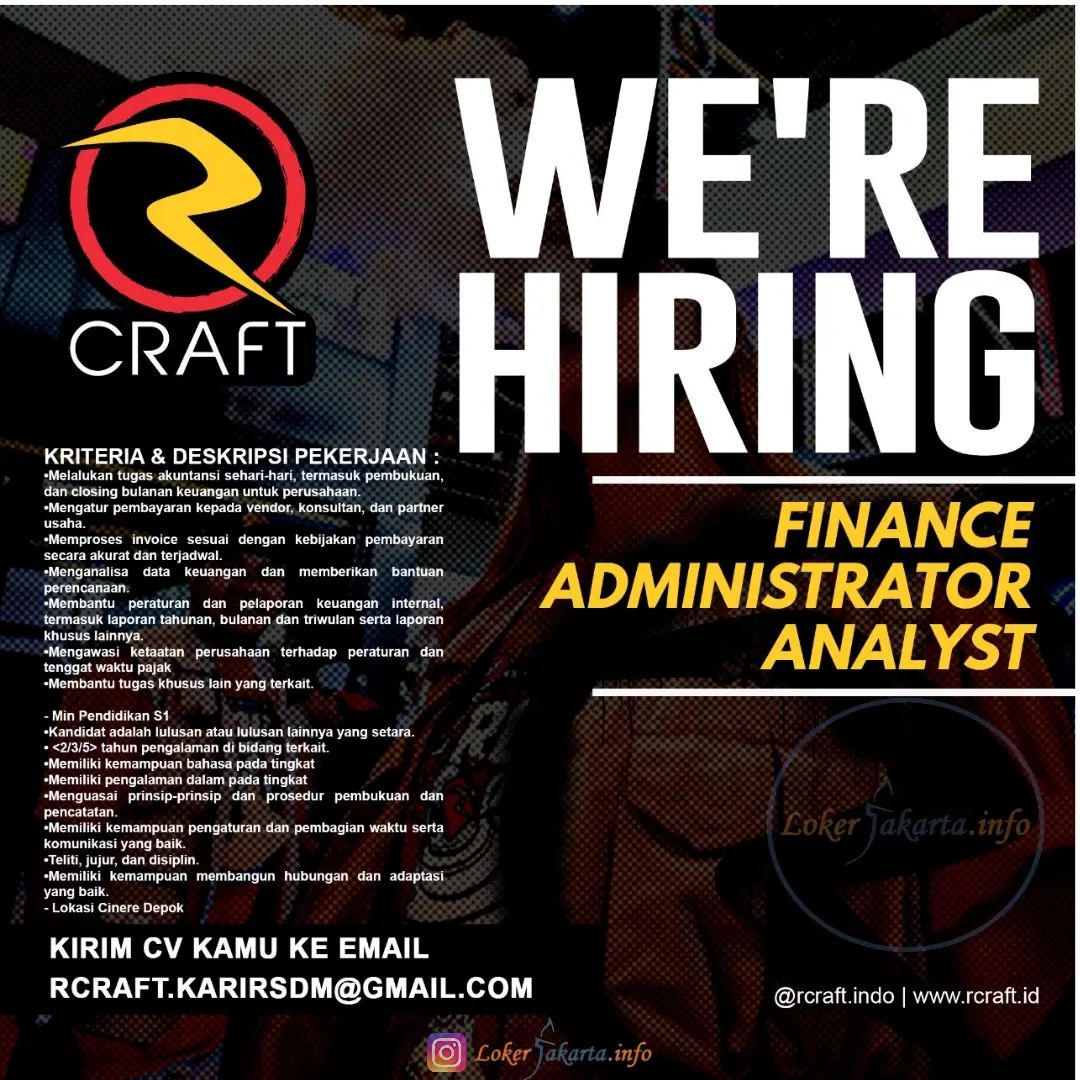 R
CRAFT
WE'RE
HIRING
KRITERIA & DESKRIPSI PEKERJAAN :
•Melalukan tugas akuntansi sehari-hari, termasuk pembukuan,
dan closing bulanan keuangan untuk perusahaan.
•Mengatur pembayaran kepada vendor, konsultan, dan partner
usaha.
•Memproses invoice sesuai dengan kebijakan pembayaran
secara akurat dan terjadwal.
•Menganalisa data keuangan dan memberikan bantuan
perencanaan.
•Membantu peraturan dan pelaporan keuangan internal,
termasuk laporan tahunan, bulanan dan triwulan serta laporan
khusus lainnya.
•Mengawasi ketaatan perusahaan terhadap peraturan dan
tenggat waktu pajak
•Membantu tugas khusus lain yang terkait.
- Min Pendidikan S1
•Kandidat adalah lulusan atau lulusan lainnya yang setara.
• <2/3/5> tahun pengalaman di bidang terkait.
•Memiliki kemampuan bahasa pada tingkat
•Memiliki pengalaman dalam pada tingkat
•Menguasai prinsip-prinsip dan prosedur pembukuan dan
pencatatan.
•Memiliki kemampuan pengaturan dan pembagian waktu serta
komunikasi yang baik.
•Teliti, jujur, dan disiplin.
•Memiliki kemampuan membangun hubungan dan adaptasi
yang baik.
- Lokasi Cinere Depok
FINANCE
ADMINISTRATOR
ANALYST
Loker Jakarta.info
KIRIM CV KAMU KE EMAIL
RCRAFT.KARIRSDM@GMAIL.COM
@rcraft.indo | www.rcraft.id
Loker Jakarta.info